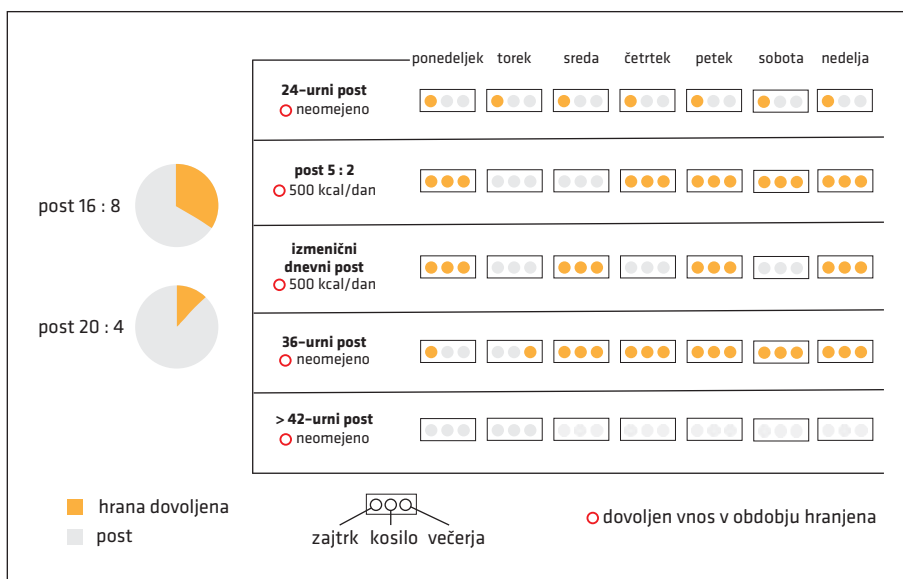 ponedeljek torek sreda četrtek petek sobota nedelja
24-urni post
neomejeno
post 5 : 2
500 kcal/dan
post 16 : 8
izmenični
dnevni post
500 kcal/dan
post 20 : 4
36-urni post
neomejeno
> 42-urni post
neomejeno
hrana dovoljena
post
zajtrk kosilo večerja
dovoljen vnos v obdobju hranjena